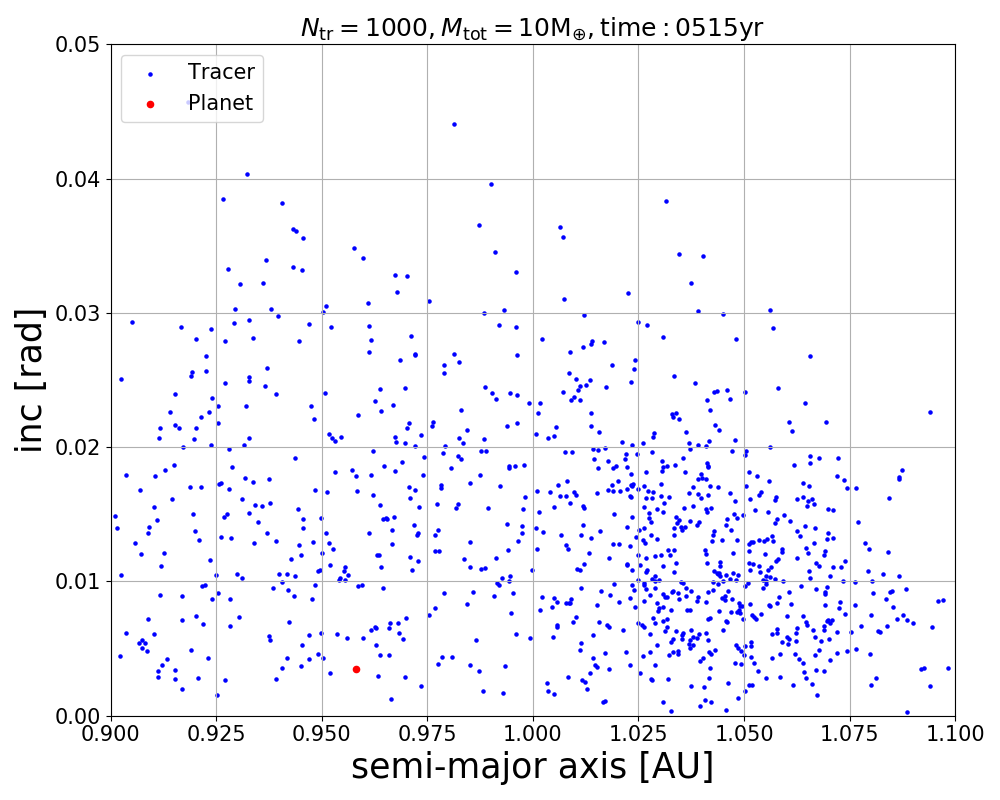 N_tr = 1000, M_tot = 10M_⊕, time : 0515yr
0.05
Tracer
Planet
0.04
0.03
0.02
0.01
0.00
inc [rad]
0.900 0.925 0.950 0.975 1.000 1.025 1.050 1.075 1.100
semi-major axis [AU]